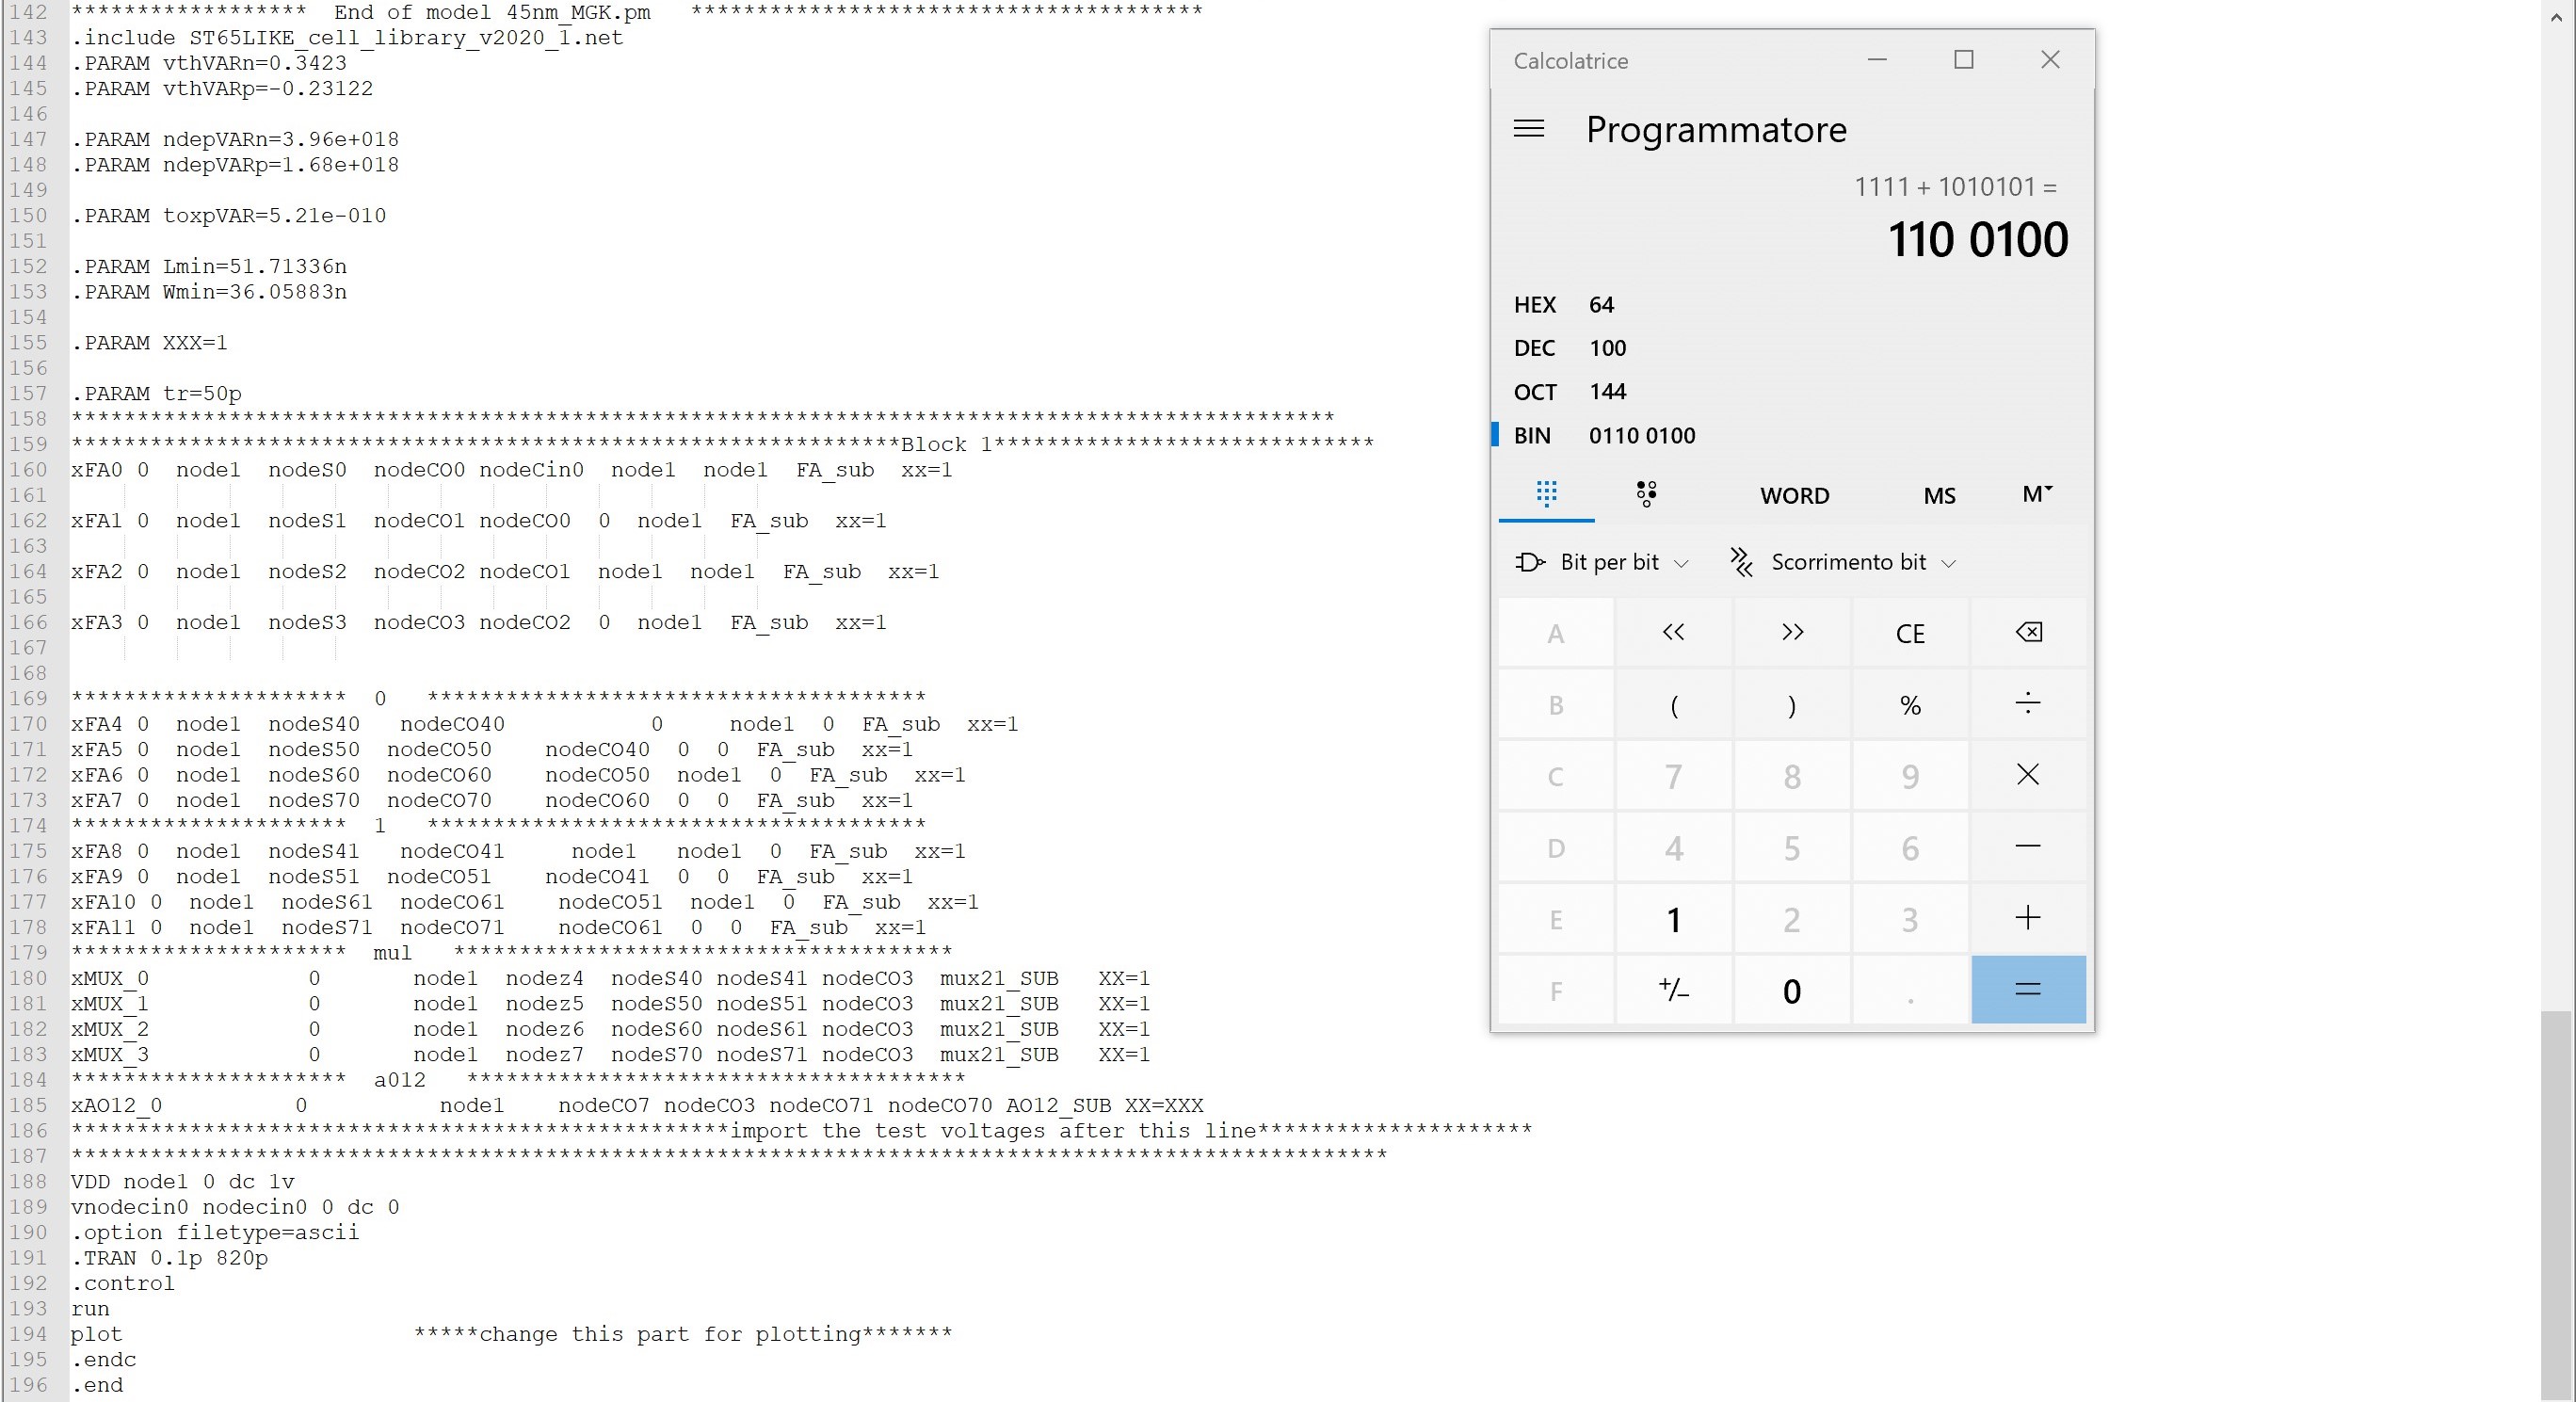 142 ****************** End of model 45nm_MGK.pm ***************************************
143 .include ST65LIKE_cell_library_v2020_1.net
144 .PARAM vthVARn=0.3423
145 .PARAM vthVARp=-0.23122
146
147 .PARAM ndepVARn=3.96e+018
148 .PARAM ndepVARp=1.68e+018
149
150 .PARAM toxpVAR=5.21e-010
151
152 .PARAM Lmin=51.71336n
153 .PARAM Wmin=36.05883n
154
155 .PARAM XXX=1
156
157 .PARAM tr=50p
158 ************************************************************************************************
159 ***************************************************************Block 1*****************************
160 xFA0 0 node1 nodeS0 nodeCO0 nodeCin0 node1 node1 FA_sub xx=1
161
162 xFA1 0 node1 nodeS1 nodeCO1 nodeCO0 0 node1 FA_sub xx=1
163
164 xFA2 0 node1 nodeS2 nodeCO2 nodeCO1 node1 node1 FA_sub xx=1
165
166 xFA3 0 node1 nodeS3 nodeCO3 nodeCO2 0 node1 FA_sub xx=1
167
168
169 ********************* 0 **************************************
170 xFA4 0 node1 nodeS40 nodeCO40 0 node1 0 FA_sub xx=1
171 xFA5 0 node1 nodeS50 nodeCO50 nodeCO40 0 0 FA_sub xx=1
172 xFA6 0 node1 nodeS60 nodeCO60 nodeCO50 node1 0 FA_sub xx=1
173 xFA7 0 node1 nodeS70 nodeCO70 nodeCO60 0 0 FA_sub xx=1
174 ********************* 1 **************************************
175 xFA8 0 node1 nodeS41 nodeCO41 node1 node1 0 FA_sub xx=1
176 xFA9 0 node1 nodeS51 nodeCO51 nodeCO41 0 0 FA_sub xx=1
177 xFA10 0 node1 nodeS61 nodeCO61 nodeCO51 node1 0 FA_sub xx=1
178 xFA11 0 node1 nodeS71 nodeCO71 nodeCO61 0 0 FA_sub xx=1
179 ********************* mul **************************************
180 xMUX_0 0 node1 nodez4 nodeS40 nodeS41 nodeCO3 mux21_SUB XX=1
181 xMUX_1 0 node1 nodez5 nodeS50 nodeS51 nodeCO3 mux21_SUB XX=1
182 xMUX_2 0 node1 nodez6 nodeS60 nodeS61 nodeCO3 mux21_SUB XX=1
183 xMUX_3 0 node1 nodez7 nodeS70 nodeS71 nodeCO3 mux21_SUB XX=1
184 ********************* a012 **************************************
185 xAO12_0 0 node1 nodeCO7 nodeCO3 nodeCO71 nodeCO70 AO12_SUB XX=XXX
186 **************************************************import the test voltages after this line*********************
187 ****************************************************************************************************
188 VDD node1 0 dc 1v
189 vnodecin0 nodecin0 0 dc 0
190 .option filetype=ascii
191 .TRAN 0.1p 820p
192 .control
193 run
194 plot *****change this part for plotting*******
195 .endc
196 .end
Calcolatrice
Programmatore
1111 + 1010101 =
110 0100
HEX 64
DEC 100
OCT 144
BIN 0110 0100
WORD MS M
Bit per bit Scorrimento bit
A << >> CE
B ( ) % ÷
C 7 8 9 ×
D 4 5 6 −
E 1 2 3 +
F +/− 0 . =